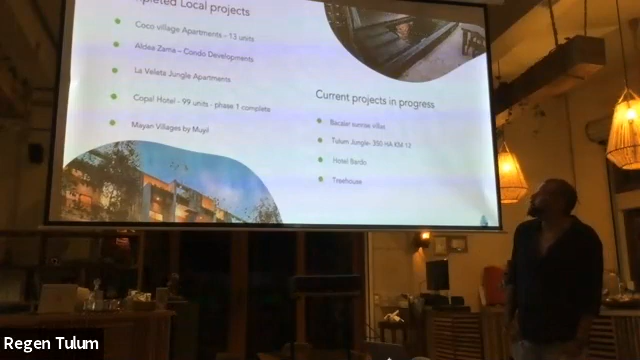 pleted Local projects
Coco village Apartments - 13 units
Aldea Zama – Condo Developments
La Veleta Jungle Apartments
Copal Hotel - 99 units - phase 1 complete
Mayan Villages by Muyil
Current projects in progress
Bacalar sunrise villas
Tulum Jungle- 350 HA KM 12
Hotel Bardo
Treehouse
Regen Tulum